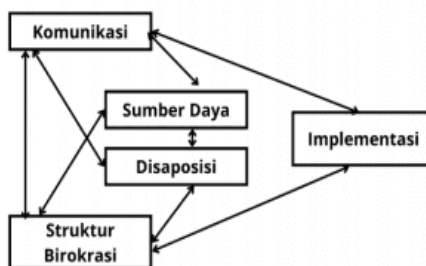 Komunikasi
Sumber Daya
Implementasi
Disaposisi
Struktur
Birokrasi